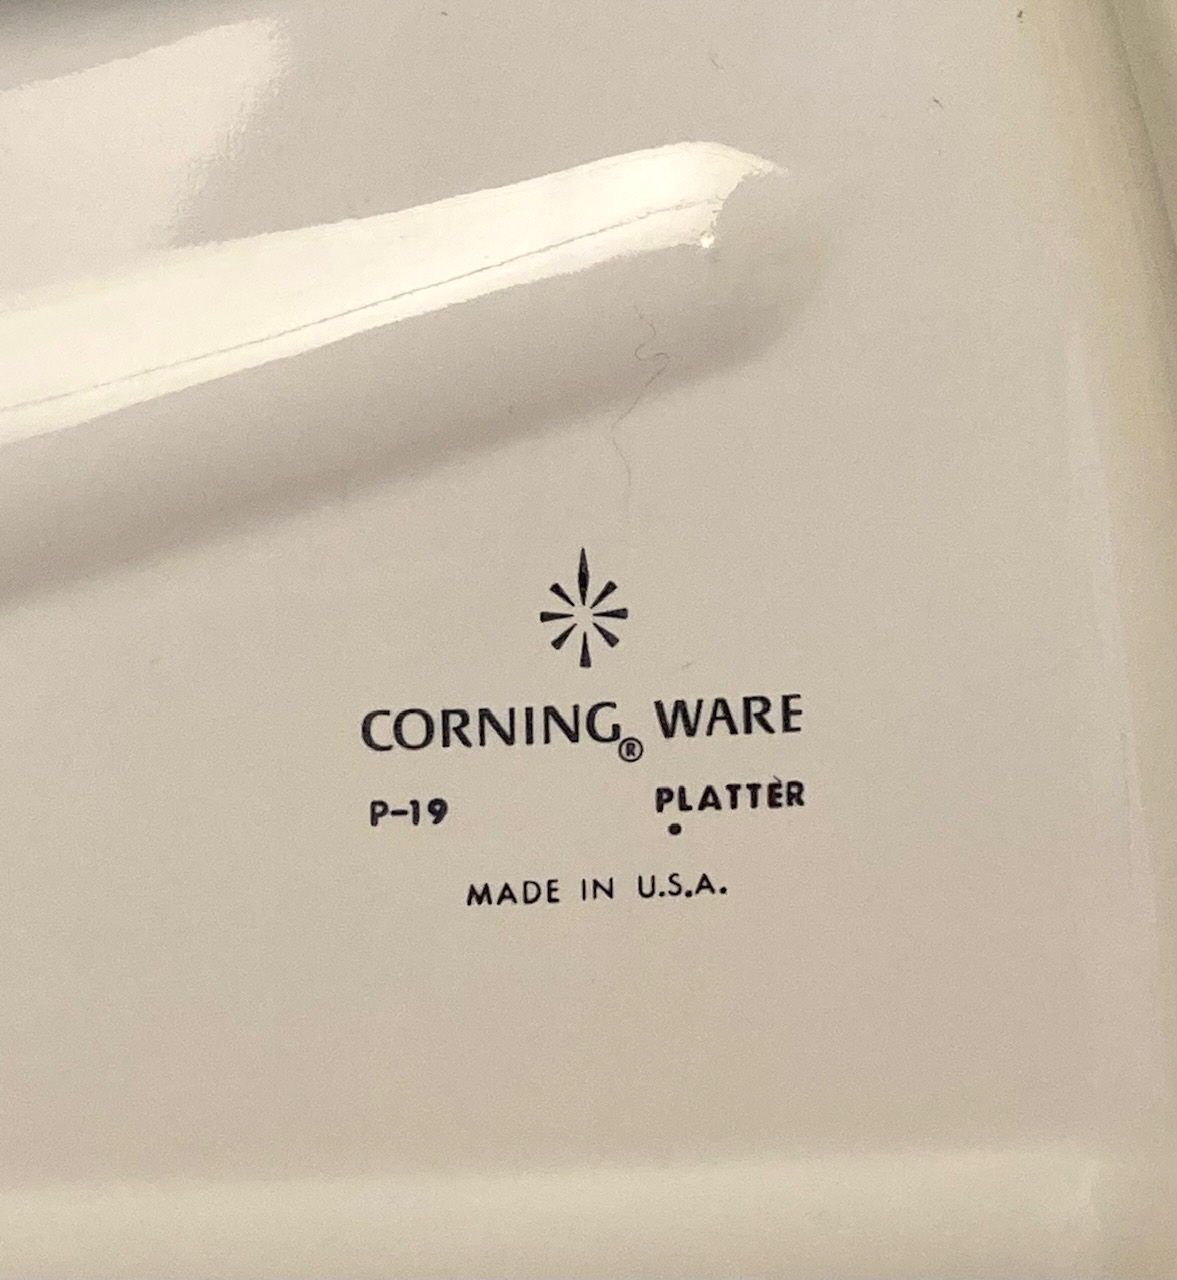 CORNING® WARE
P-19 PLATTER
MADE IN U.S.A.